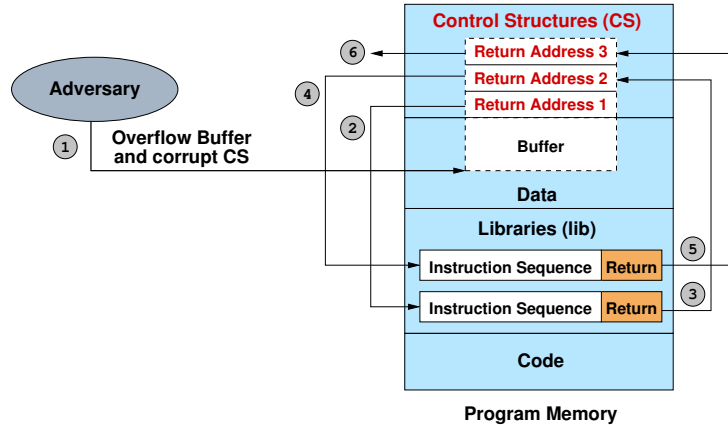 Control Structures (CS)
6
Return Address 3
Adversary
4
Return Address 2
Return Address 1
1
Overflow Buffer
and corrupt CS
2
Buffer
Data
Libraries (lib)
Instruction Sequence
Return
5
Instruction Sequence
Return
3
Code
Program Memory